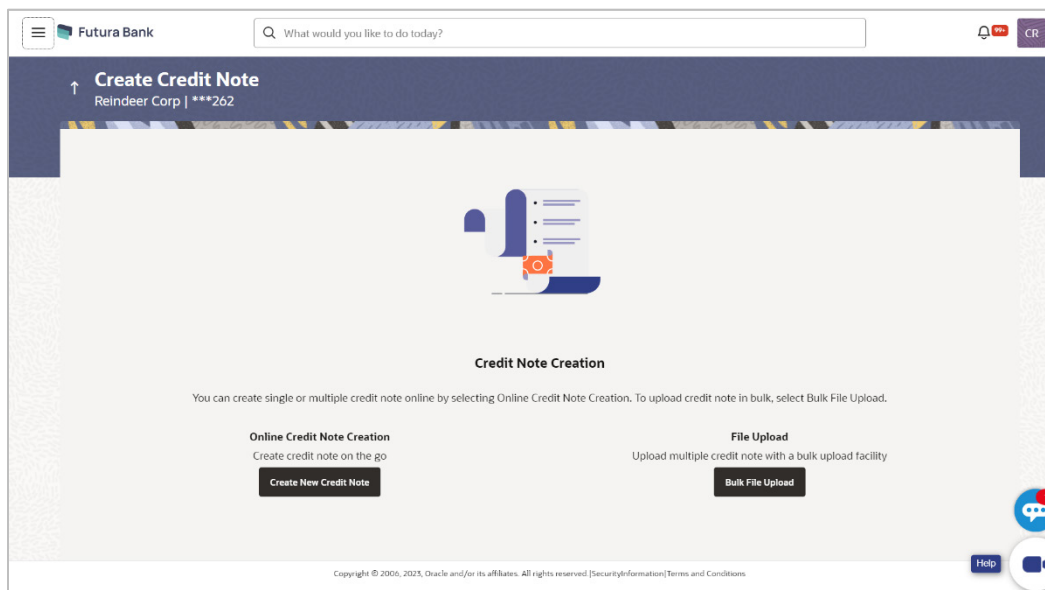 Futura Bank
What would you like to do today?
99+
CR
Create Credit Note
Reindeer Corp | ***262
Credit Note Creation
You can create single or multiple credit note online by selecting Online Credit Note Creation. To upload credit note in bulk, select Bulk File Upload.
Online Credit Note Creation
Create credit note on the go
Create New Credit Note
File Upload
Upload multiple credit note with a bulk upload facility
Bulk File Upload
Help
Copyright © 2006, 2023, Oracle and/or its affiliates. All rights reserved.|SecurityInformation|Terms and Conditions